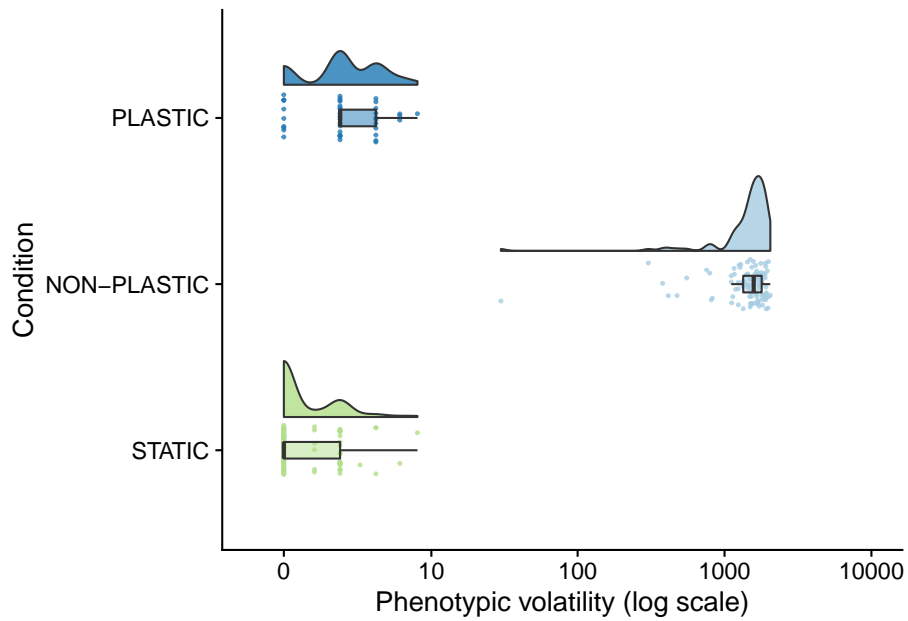 Condition
PLASTIC
NON−PLASTIC
STATIC
0 10 100 1000 10000
Phenotypic volatility (log scale)